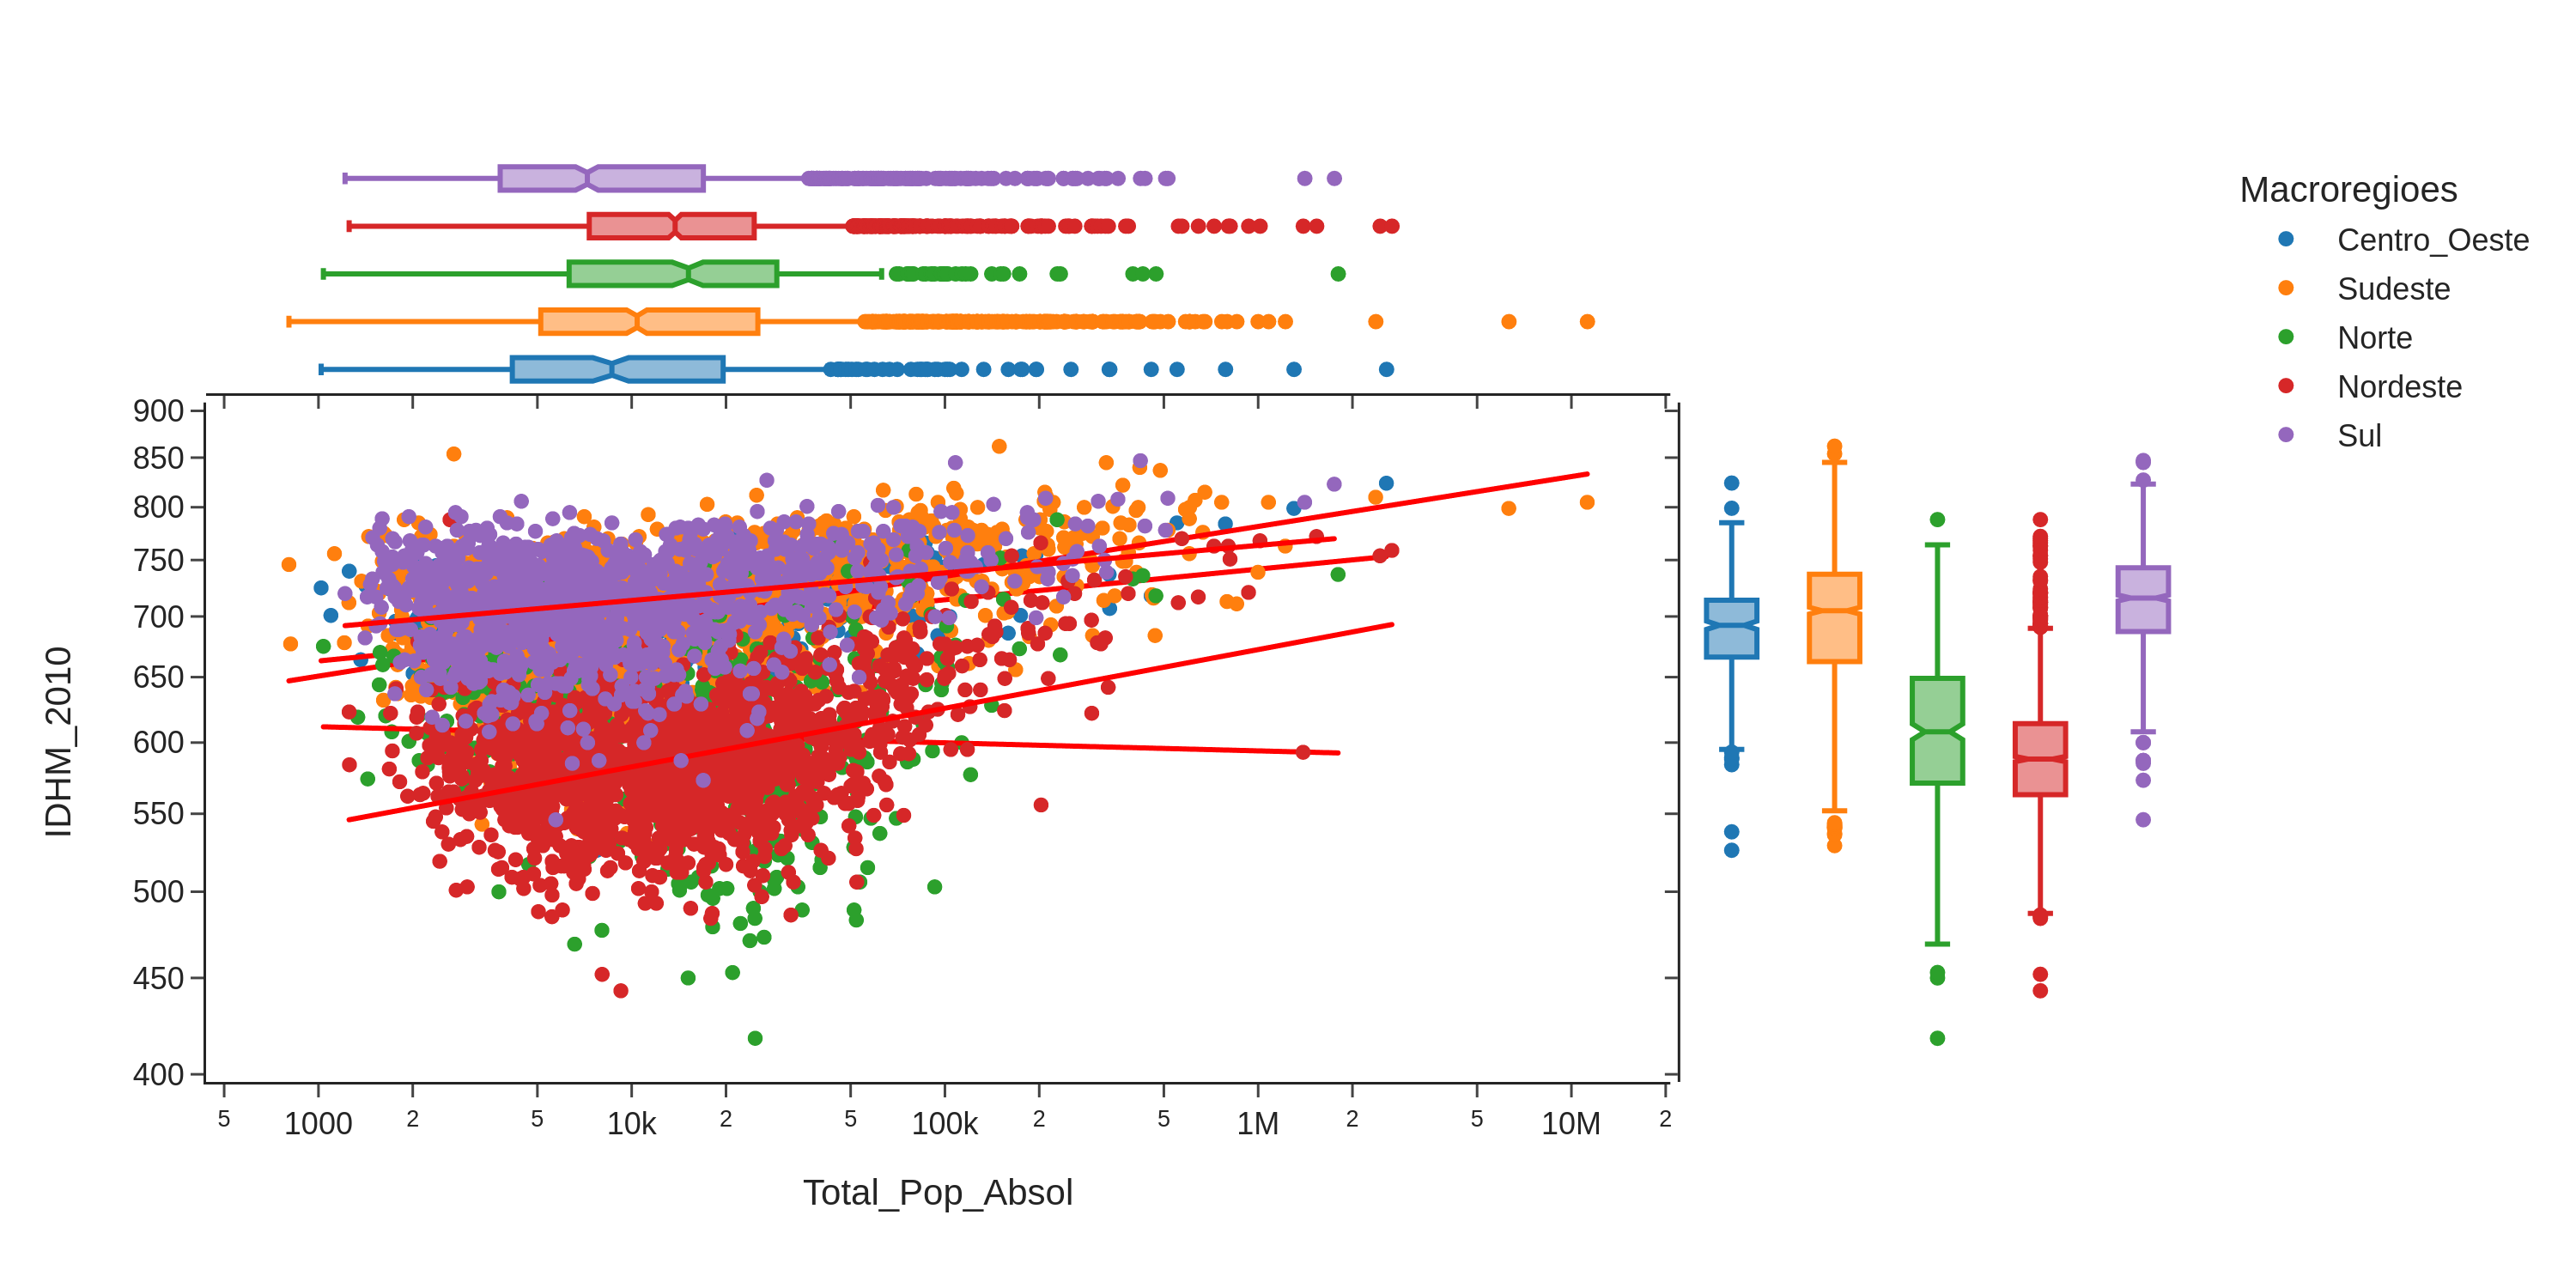 Macroregioes
Centro_Oeste
Sudeste
Norte
Nordeste
Sul
900
850
800
750
700
650
600
550
500
450
400
IDHM_2010
5 1000 2 5 10k 2 5 100k 2 5 1M 2 5 10M 2
Total_Pop_Absol